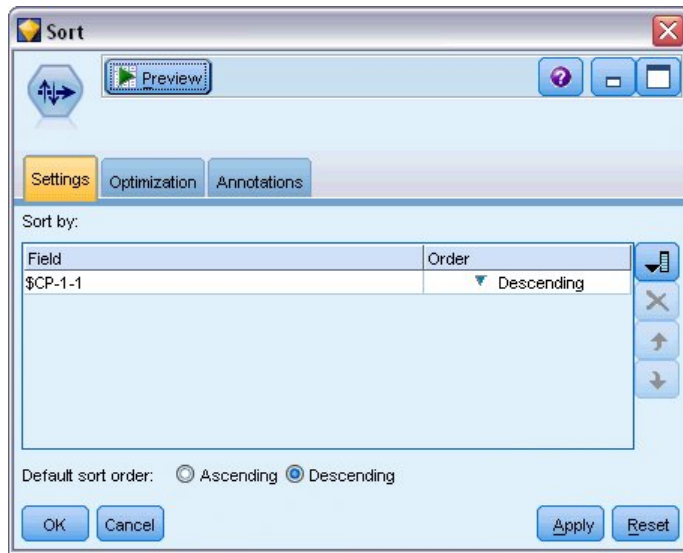 Sort
Preview
?
Settings Optimization Annotations
Sort by:
Field Order
$CP-1-1 Descending
Default sort order: Ascending Descending
OK Cancel Apply Reset